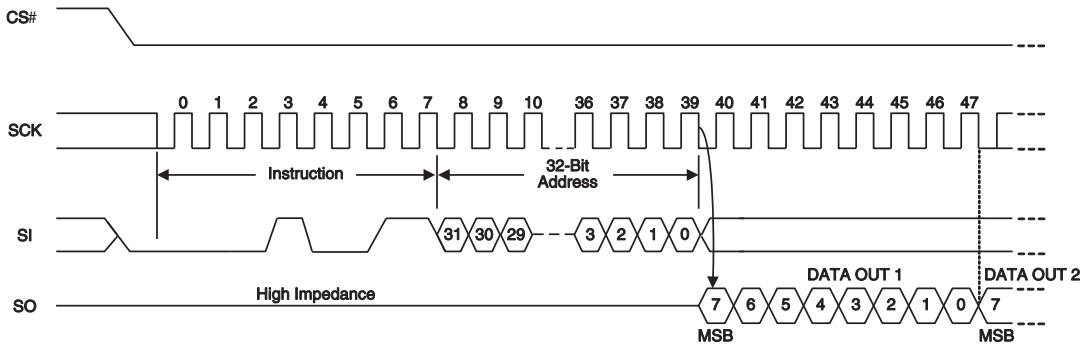 CS#
0 1 2 3 4 5 6 7 8 9 10 36 37 38 39 40 41 42 43 44 45 46 47
SCK
Instruction
32-Bit
Address
SI
31 30 29 3 2 1 0
DATA OUT 1 DATA OUT 2
High Impedance
SO
7 6 5 4 3 2 1 0 7
MSB MSB